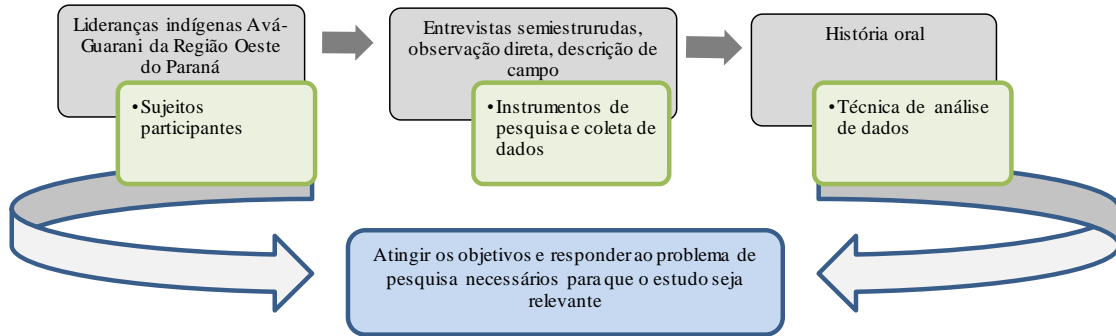 Lideranças indígenas Avá-
Guarani da Região Oeste
do Paraná
•Sujeitos
participantes
Entrevistas semiestrurudas,
observação direta, descrição de
campo
•Instrumentos de
pesquisa e coleta de
dados
História oral
•Técnica de análise
de dados
Atingir os objetivos e responder ao problema de
pesquisa necessários para que o estudo seja
relevante